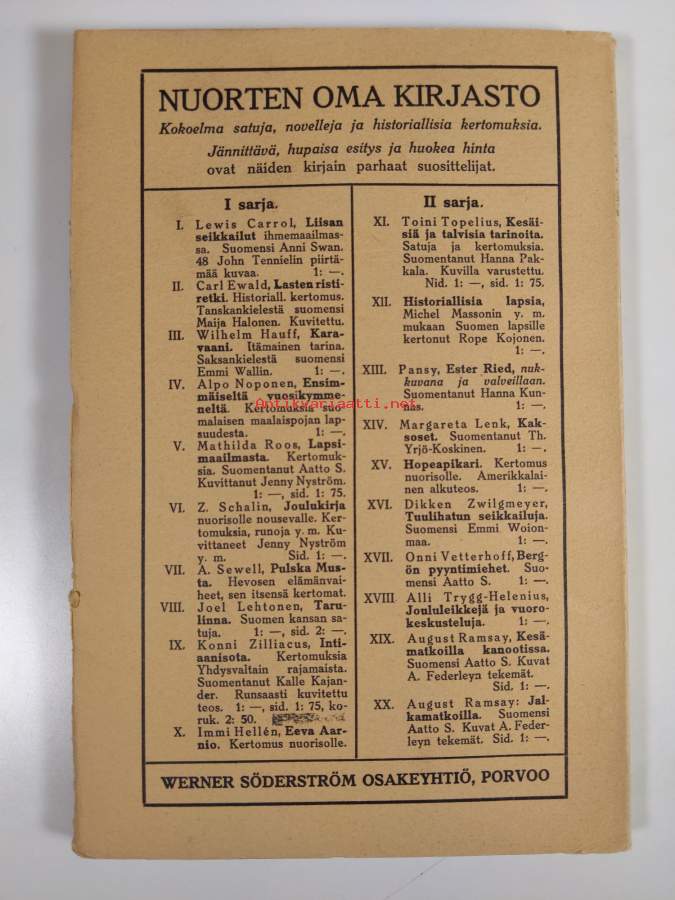 NUORTEN OMA KIRJASTO
Kokoelma satuja, novelleja ja historiallisia kertomuksia.
Jännittävä, hupaisa esitys ja huokea hinta
ovat näiden kirjain parhaat suosittelijat.
I sarja.
I. Lewis Carrol, Liisan
seikkailut ihmemaailmas-
sa. Suomensi Anni Swan.
48 John Tennielin piirtä-
mää kuvaa. 1: —.
II. Carl Ewald, Lasten risti-
retki. Historiall. kertomus.
Tanskankielestä suomensi
Maija Halonen. Kuvitettu.
III. Wilhelm Hauff, Kara-
vaani. Itämainen tarina.
Saksankielestä suomensi
Emmi Wallin. 1: —.
IV. Alpo Noponen, Ensim-
mäiseltä vuosikymme-
neltä. Kertomuksia suo-
malaisen maalaispojan lap-
suudesta. 1: —.
V. Mathilda Roos, Lapsi-
maailmasta. Kertomuk-
sia. Suomentanut Aatto S.
Kuvittanut Jenny Nyström.
1: —, sid. 1: 75.
VI. Z. Schalin, Joulukirja
nuorisolle nousevalle. Ker-
tomuksia, runoja y. m. Ku-
vittaneet Jenny Nyström
y. m. Sid. 1: —.
VII. A. Sewell, Pulska Mus-
ta. Hevosen elämänvai-
heet, sen itsensä kertomat.
VIII. Joel Lehtonen, Taru-
linna. Suomen kansan sa-
tuja. 1: —, sid. 2: —.
IX. Konni Zilliacus, Inti-
aanisota. Kertomuksia
Yhdysvaltain rajamaista.
Suomentanut Kalle Kajan-
der. Runsaasti kuvitettu
teos. 1: —, sid. 1: 75, ko-
ruk. 2: 50.
X. Immi Hellén, Eeva Aar-
nio. Kertomus nuorisolle.
II sarja.
XI. Toini Topelius, Kesäi-
siä ja talvisia tarinoita.
Satuja ja kertomuksia.
Suomentanut Hanna Pak-
kala. Kuvilla varustettu.
Nid. 1: —, sid. 1: 75.
XII. Historiallisia lapsia,
Michel Massonin y. m.
mukaan Suomen lapsille
kertonut Rope Kojonen.
1: —.
XIII. Pansy, Ester Ried, nuk-
kuvana ja valveillaan.
Suomentanut Hanna Kun-
nas. 1: —.
XIV. Margareta Lenk, Kak-
soset. Suomentanut Th.
Yrjö-Koskinen. 1: —.
XV. Hopeapikari. Kertomus
nuorisolle. Amerikkalai-
nen alkuteos. 1: —.
XVI. Dikken Zwilgmeyer,
Tuulihatun seikkailuja.
Suomensi Emmi Woion-
maa. 1: —.
XVII. Onni Vetterhoff, Berg-
ön pyyntimiehet. Suo-
mensi Aatto S. 1: —.
XVIII Alli Trygg-Helenius,
Joululeikkejä ja vuoro-
keskusteluja. 1: —.
XIX. August Ramsay, Kesä-
matkoilla kanootissa.
Suomensi Aatto S. Kuvat
A. Federleyn tekemät.
Sid. 1: —.
XX. August Ramsay: Jal-
kamatkoilla. Suomensi
Aatto S. Kuvat A. Feder-
leyn tekemät. Sid. 1: —.
WERNER SÖDERSTRÖM OSAKEYHTIÖ, PORVOO
Antikvariaatti.net